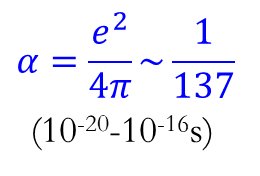 α = e²/4π ~ 1/137
(10⁻²⁰-10⁻¹⁶s)